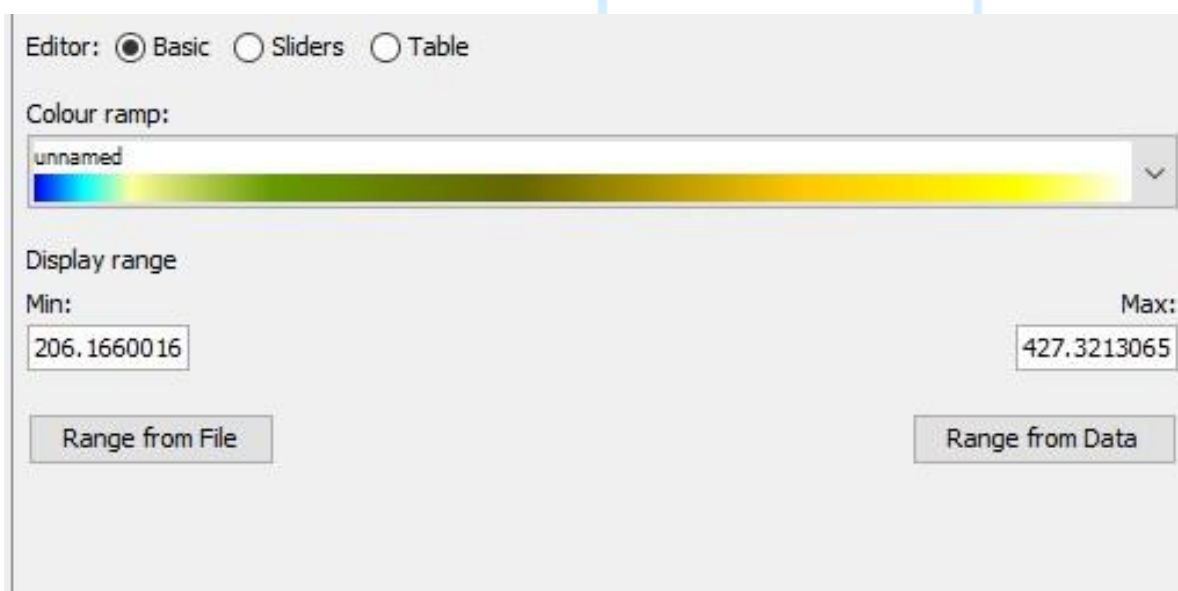 Editor: Basic Sliders Table
Colour ramp:
unnamed
Display range
Min: Max:
206.1660016 427.3213065
Range from File Range from Data